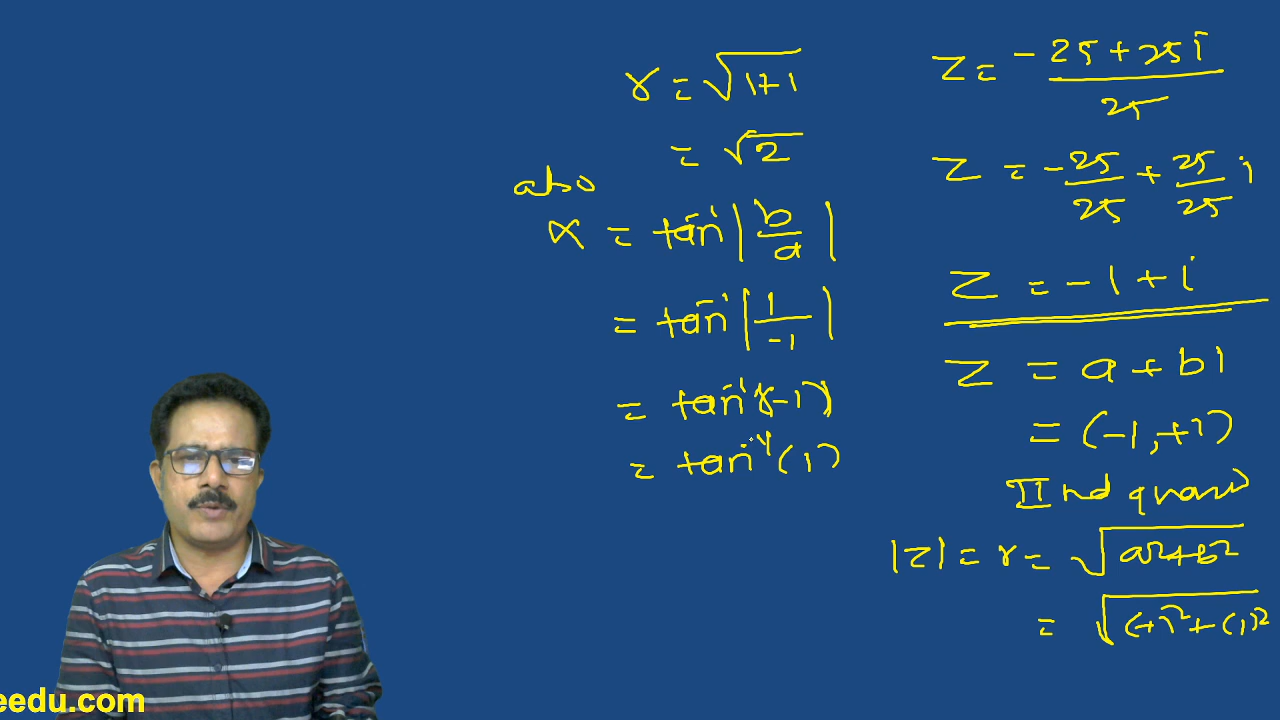 Z = -25+25i/25
Z = -25/25 + 25/25 i
Z = -1+i
Z = a+bi
= (-1,+1)
IInd
|z| = r = √a²+b²
= √(-1)²+(1)²
r = √1+1
= √2
also
α = tan⁻¹|b/a|
= tan⁻¹|1/-1|
= tan⁻¹|-1|
= tan⁻¹(1)
eedu.com